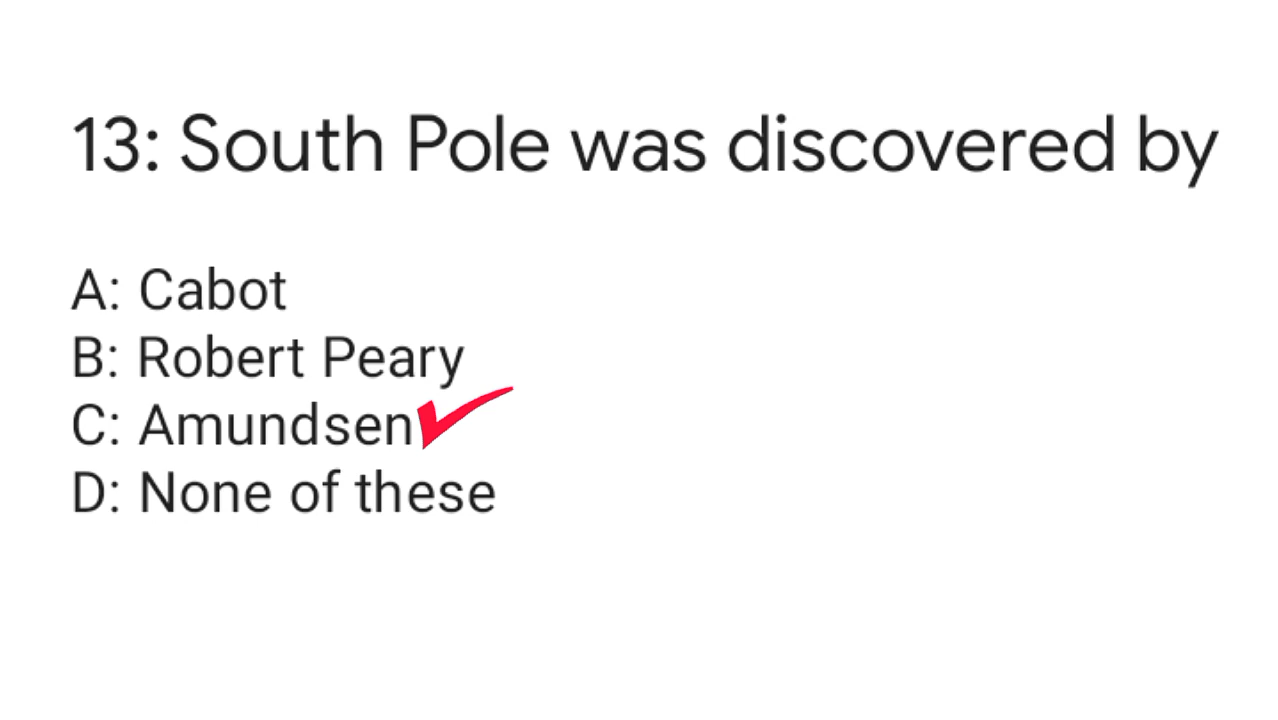 13: South Pole was discovered by
A: Cabot
B: Robert Peary
C: Amundsen
D: None of these